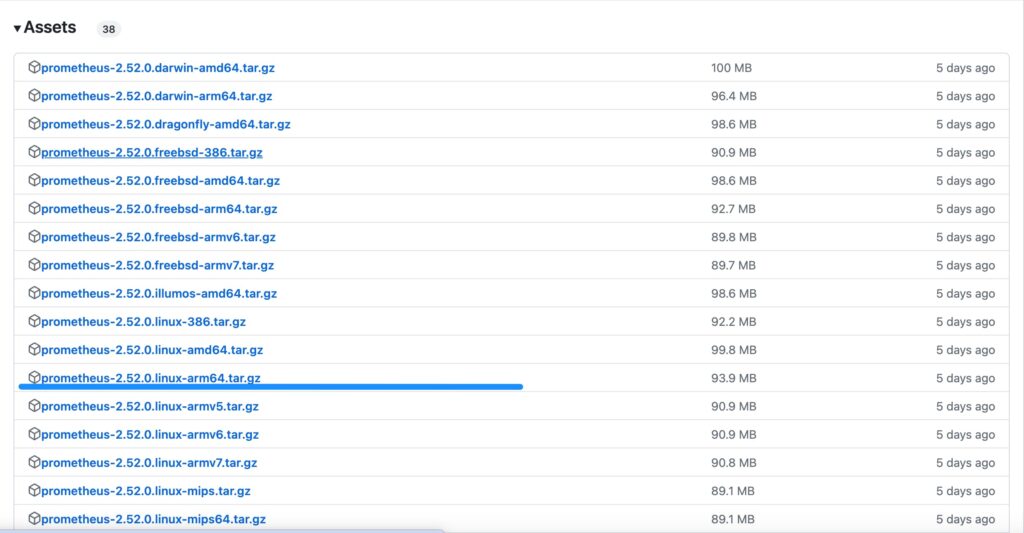 ▾ Assets 38
prometheus-2.52.0.darwin-amd64.tar.gz 100 MB 5 days ago
prometheus-2.52.0.darwin-arm64.tar.gz 96.4 MB 5 days ago
prometheus-2.52.0.dragonfly-amd64.tar.gz 98.6 MB 5 days ago
prometheus-2.52.0.freebsd-386.tar.gz 90.9 MB 5 days ago
prometheus-2.52.0.freebsd-amd64.tar.gz 98.6 MB 5 days ago
prometheus-2.52.0.freebsd-arm64.tar.gz 92.7 MB 5 days ago
prometheus-2.52.0.freebsd-armv6.tar.gz 89.8 MB 5 days ago
prometheus-2.52.0.freebsd-armv7.tar.gz 89.7 MB 5 days ago
prometheus-2.52.0.illumos-amd64.tar.gz 98.6 MB 5 days ago
prometheus-2.52.0.linux-386.tar.gz 92.2 MB 5 days ago
prometheus-2.52.0.linux-amd64.tar.gz 99.8 MB 5 days ago
prometheus-2.52.0.linux-arm64.tar.gz 93.9 MB 5 days ago
prometheus-2.52.0.linux-armv5.tar.gz 90.9 MB 5 days ago
prometheus-2.52.0.linux-armv6.tar.gz 90.9 MB 5 days ago
prometheus-2.52.0.linux-armv7.tar.gz 90.8 MB 5 days ago
prometheus-2.52.0.linux-mips.tar.gz 89.1 MB 5 days ago
prometheus-2.52.0.linux-mips64.tar.gz 89.1 MB 5 days ago